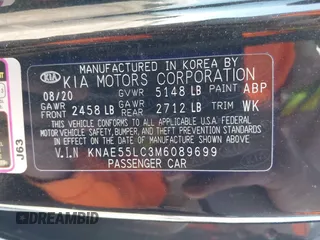 MANUFACTURED IN KOREA BY
KIA KIA MOTORS CORPORATION
08/20 GVWR 5148 LB PAINT ABP
GAWR FRONT 2458 LB GAWR REAR 2712 LB TRIM WK
THIS VEHICLE CONFORMS TO ALL APPLICABLE U.S.A FEDERAL MOTOR
VEHICLE SAFETY, BUMPER, AND THEFT PREVENTION STANDARDS
IN EFFECT ON THE DATE OF MANUFACTURE SHOWN ABOVE.
V.I.N KNAE55LC3M6089699
PASSENGER CAR
J63
DREAMBID